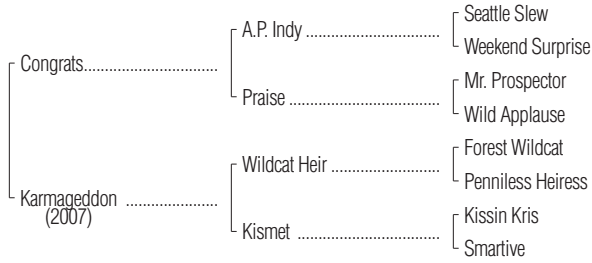 Seattle Slew
A.P. Indy ..............................
Weekend Surprise
Congrats..............................
Mr. Prospector
Praise ..................................
Wild Applause
Forest Wildcat
Wildcat Heir ........................
Penniless Heiress
Karmageddon .....................
(2007)
Kissin Kris
Kismet ................................
Smartive